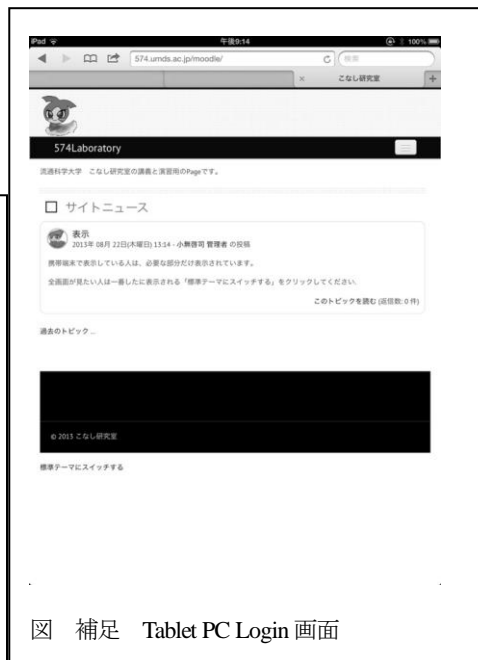 iPad 午後9:14 100%
574.umds.ac.jp/moodle/ 検索
× こなし研究室 +
574Laboratory
流通科学大学 こなし研究室の講義と演習用のPageです。
サイトニュース
表示
2013年 08月 22日(木曜日) 13:14 - 小無啓司 管理者 の投稿
携帯端末で表示している人は、必要な部分だけ表示されています。
全画面が見たい人は一番したに表示される「標準テーマにスイッチする」をクリックしてください.
このトピックを読む (返信数: 0 件)
過去のトピック ...
© 2013 こなし研究室
標準テーマにスイッチする
図 補足 Tablet PC Login 画面